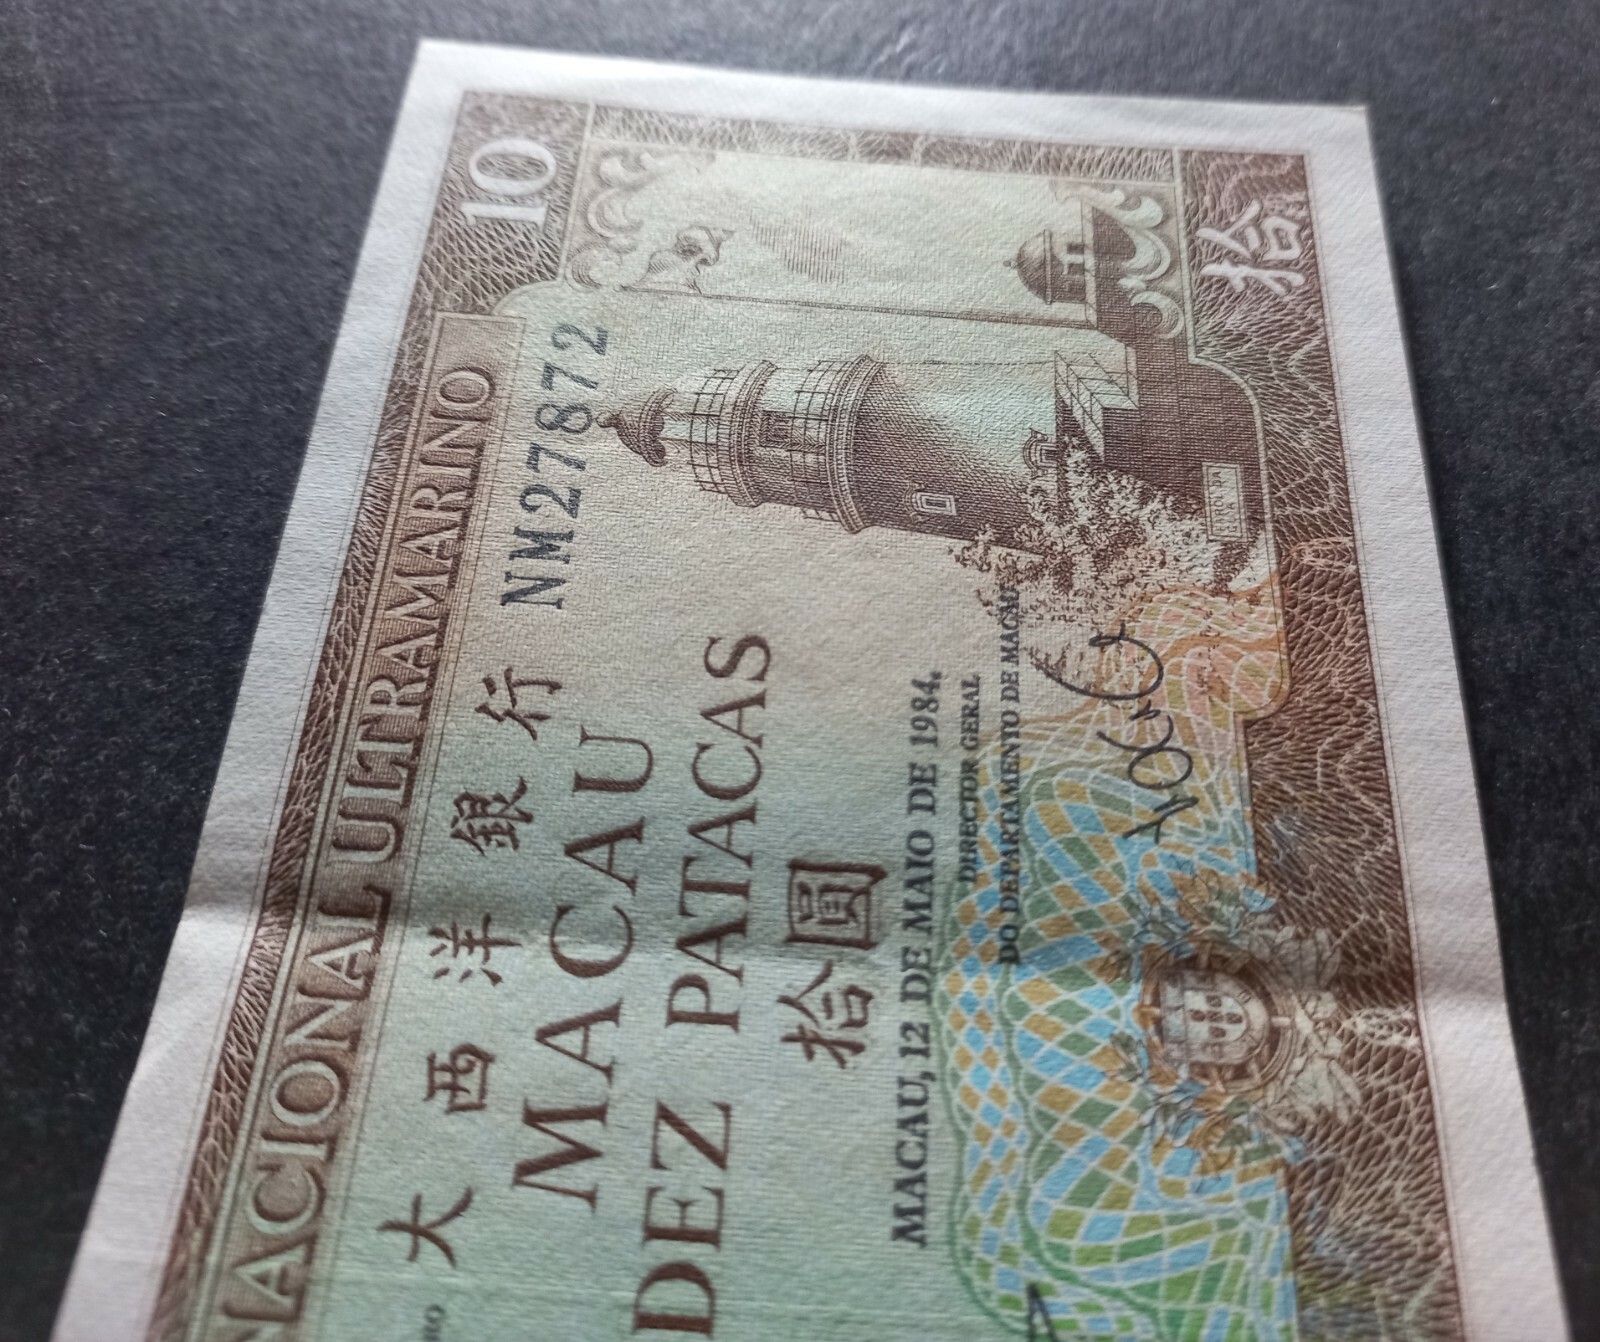 10
NACIONAL ULTRAMARINO
NM27872
大西洋銀行
MACAU
DEZ PATACAS
拾圓
MACAU, 12 DE MAIO DE 1984.
DIRECTOR GERAL
DO DEPARTAMENTO DE MACAU
拾